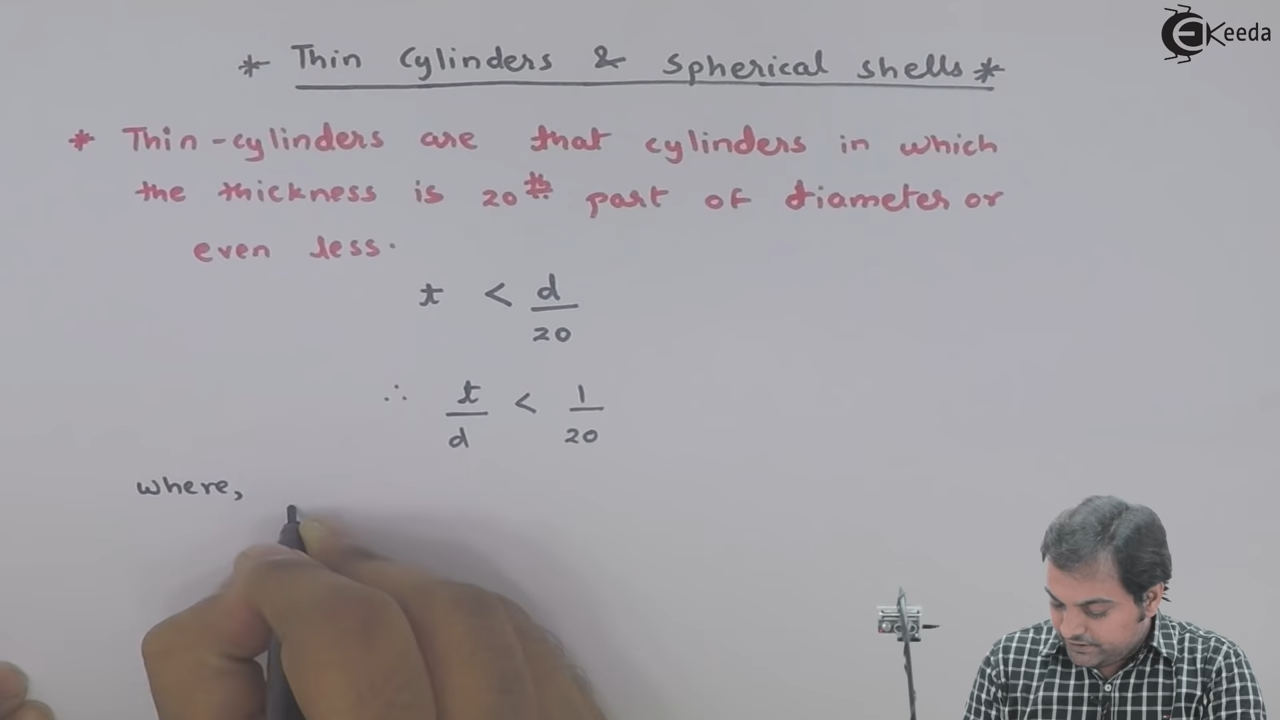 * Thin Cylinders & Spherical shells *
Keeda
* Thin-cylinders are that cylinders in which
the thickness is 20th part of diameter or
even less.
t < d/20
∴ t/d < 1/20
where,